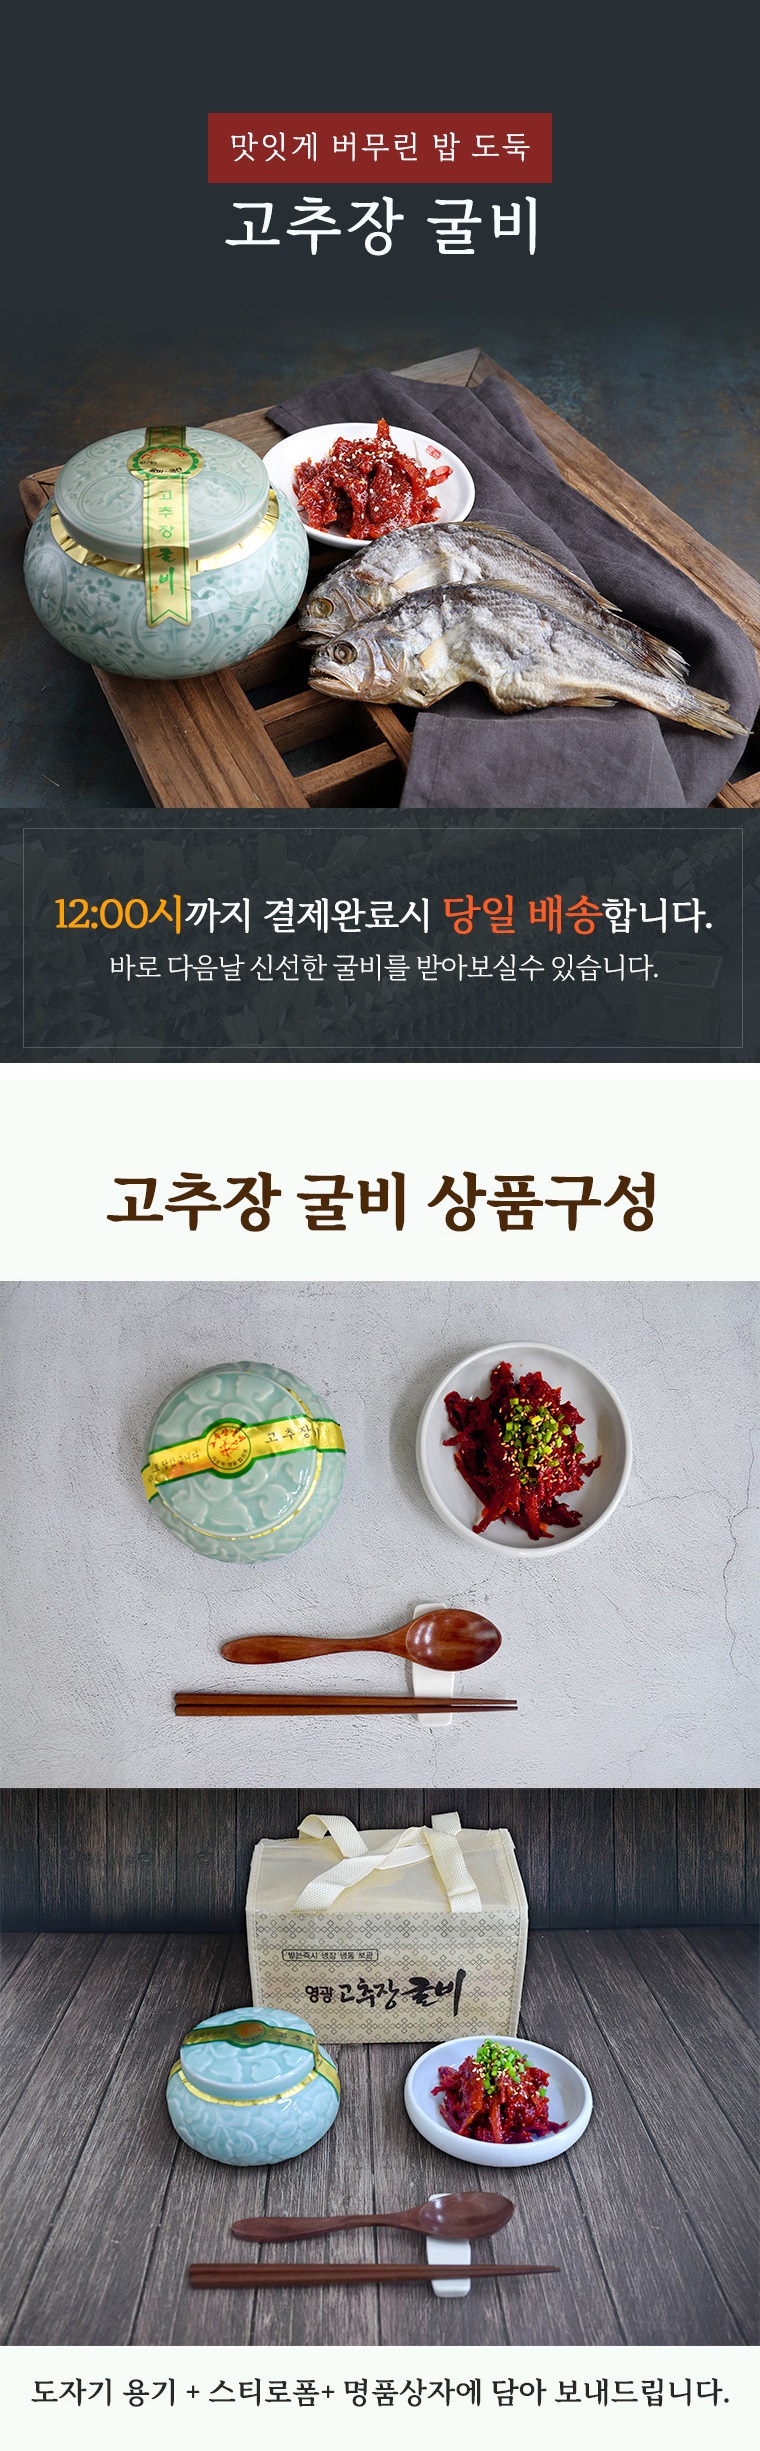 맛잇게 버무린 밥 도둑
고추장 굴비
고추장굴비
12:00시까지 결제완료시 당일 배송합니다.
바로 다음날 신선한 굴비를 받아보실수 있습니다.
고추장 굴비 상품구성
고추장
받는즉시 냉장 냉동 보관
영광 고추장굴비
도자기 용기 + 스티로폼+ 명품상자에 담아 보내드립니다.